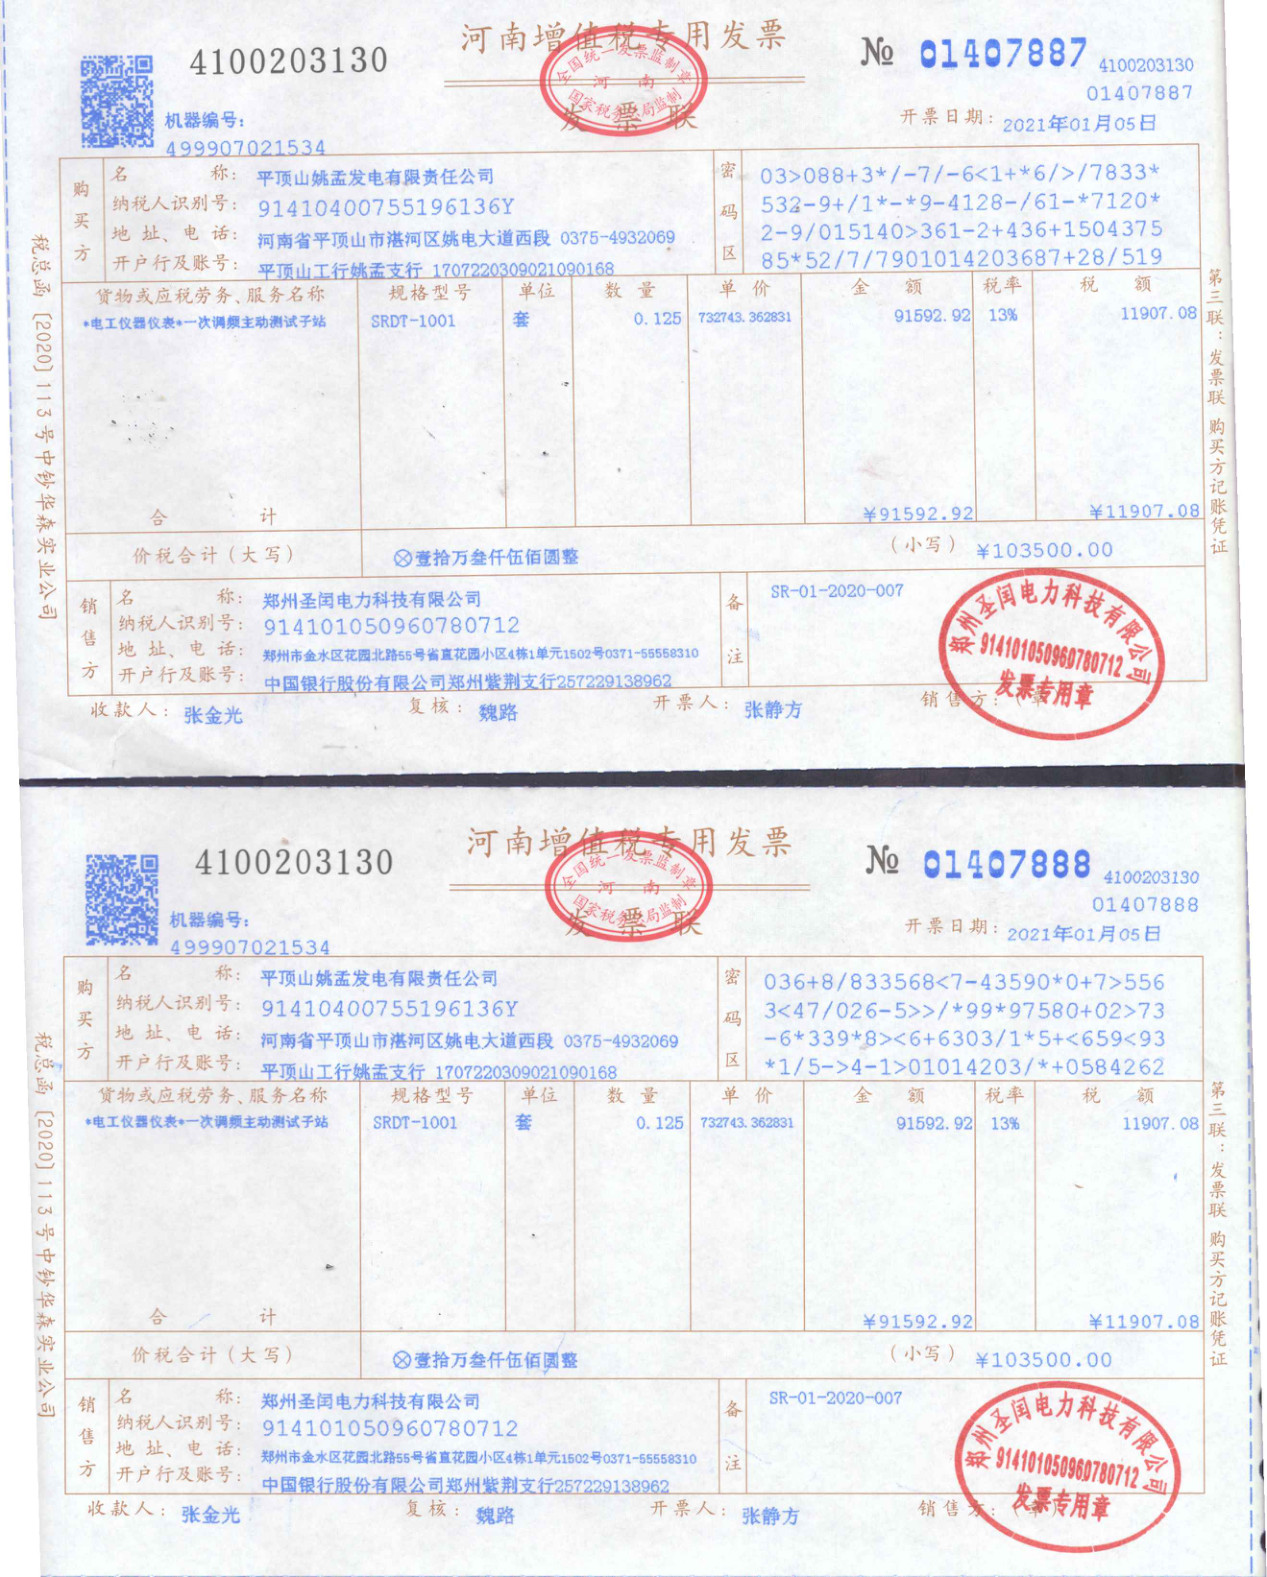 河南增值税专用发票
4100203130
№ 01407887
4100203130
01407887
全国统一发票监制章
河 南
国家税务总局监制
发票联
机器编号:
499907021534
开票日期: 2021年01月05日
购买方
名 称: 平顶山姚孟发电有限责任公司
纳税人识别号: 91410400755196136Y
地 址、电 话: 河南省平顶山市湛河区姚电大道西段 0375-4932069
开户行及账号: 平顶山工行姚孟支行 1707220309021090168
密码区
03>088+3*/-7/-6<1+*6/>/7833*
532-9+/1*-*9-4128-/61-*7120*
2-9/015140>361-2+436+1504375
85*52/7/7901014203687+28/519
货物或应税劳务、服务名称 规格型号 单位 数 量 单 价 金 额 税率 税 额
*电工仪器仪表*一次调频主动测试子站 SRDT-1001 套 0.125 732743.362831 91592.92 13% 11907.08
合 计 ¥91592.92 ¥11907.08
价税合计(大写) ⊗壹拾万叁仟伍佰圆整 (小写) ¥103500.00
销售方
名 称: 郑州圣闰电力科技有限公司
纳税人识别号: 914101050960780712
地 址、电 话: 郑州市金水区花园北路55号省直花园小区4栋1单元1502号0371-55558310
开户行及账号: 中国银行股份有限公司郑州紫荆支行257229138962
备注
SR-01-2020-007
收款人: 张金光 复核: 魏路 开票人: 张静方 销售方:(章)
郑州圣闰电力科技有限公司
914101050960780712
发票专用章
税总函[2020]113号中钞华森实业公司
第三联:发票联 购买方记账凭证
河南增值税专用发票
4100203130
№ 01407888
4100203130
01407888
全国统一发票监制章
河 南
国家税务总局监制
发票联
机器编号:
499907021534
开票日期: 2021年01月05日
购买方
名 称: 平顶山姚孟发电有限责任公司
纳税人识别号: 91410400755196136Y
地 址、电 话: 河南省平顶山市湛河区姚电大道西段 0375-4932069
开户行及账号: 平顶山工行姚孟支行 1707220309021090168
密码区
036+8/833568<7-43590*0+7>556
3<47/026-5>>/*99*97580+02>73
-6*339*8><6+6303/1*5+<659<93
*1/5->4-1>01014203/*+0584262
货物或应税劳务、服务名称 规格型号 单位 数 量 单 价 金 额 税率 税 额
*电工仪器仪表*一次调频主动测试子站 SRDT-1001 套 0.125 732743.362831 91592.92 13% 11907.08
合 计 ¥91592.92 ¥11907.08
价税合计(大写) ⊗壹拾万叁仟伍佰圆整 (小写) ¥103500.00
销售方
名 称: 郑州圣闰电力科技有限公司
纳税人识别号: 914101050960780712
地 址、电 话: 郑州市金水区花园北路55号省直花园小区4栋1单元1502号0371-55558310
开户行及账号: 中国银行股份有限公司郑州紫荆支行257229138962
备注
SR-01-2020-007
收款人: 张金光 复核: 魏路 开票人: 张静方 销售方:(章)
郑州圣闰电力科技有限公司
914101050960780712
发票专用章
税总函[2020]113号中钞华森实业公司
第三联:发票联 购买方记账凭证